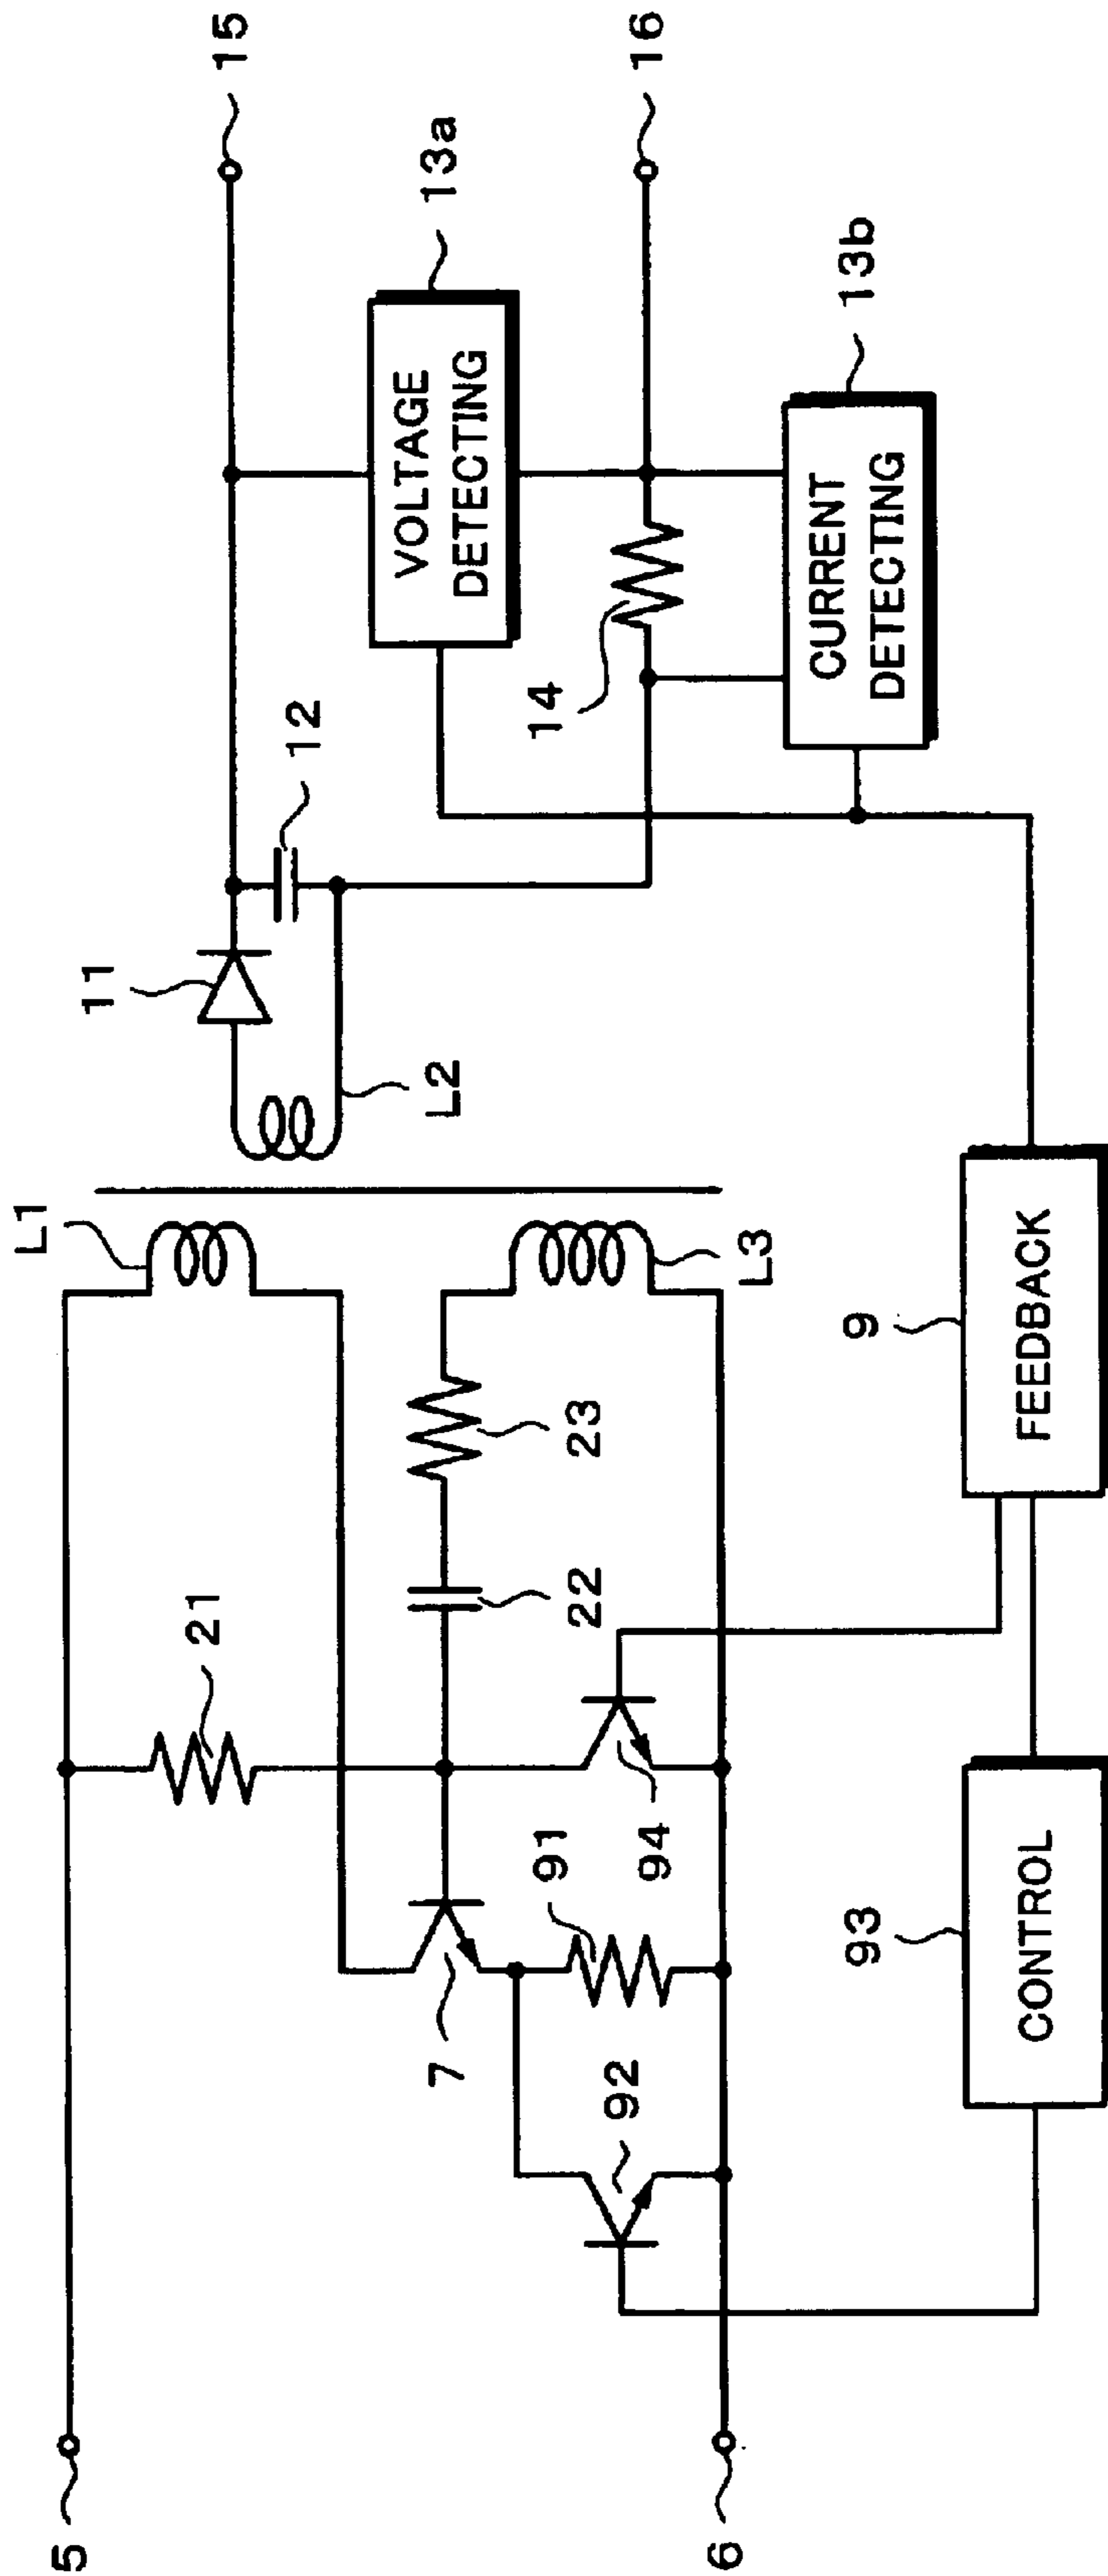 5
21
L1
11
12
15
VOLTAGE
DETECTING
13a
L2
14
16
7
22
23
L3
92
91
94
CURRENT
DETECTING
13b
6
93
CONTROL
9
FEEDBACK